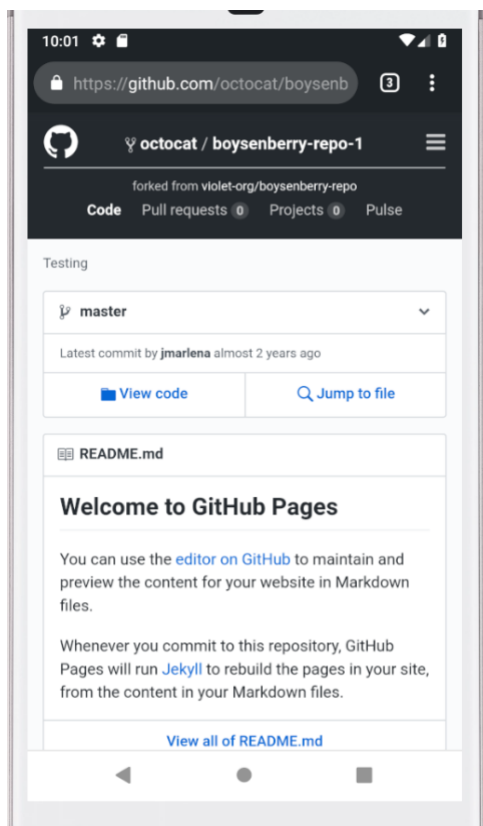 10:01
https://github.com/octocat/boysenb
3
octocat / boysenberry-repo-1
forked from violet-org/boysenberry-repo
Code Pull requests 0 Projects 0 Pulse
Testing
master
Latest commit by jmarlena almost 2 years ago
View code Jump to file
README.md
Welcome to GitHub Pages
You can use the editor on GitHub to maintain and
preview the content for your website in Markdown
files.
Whenever you commit to this repository, GitHub
Pages will run Jekyll to rebuild the pages in your site,
from the content in your Markdown files.
View all of README.md